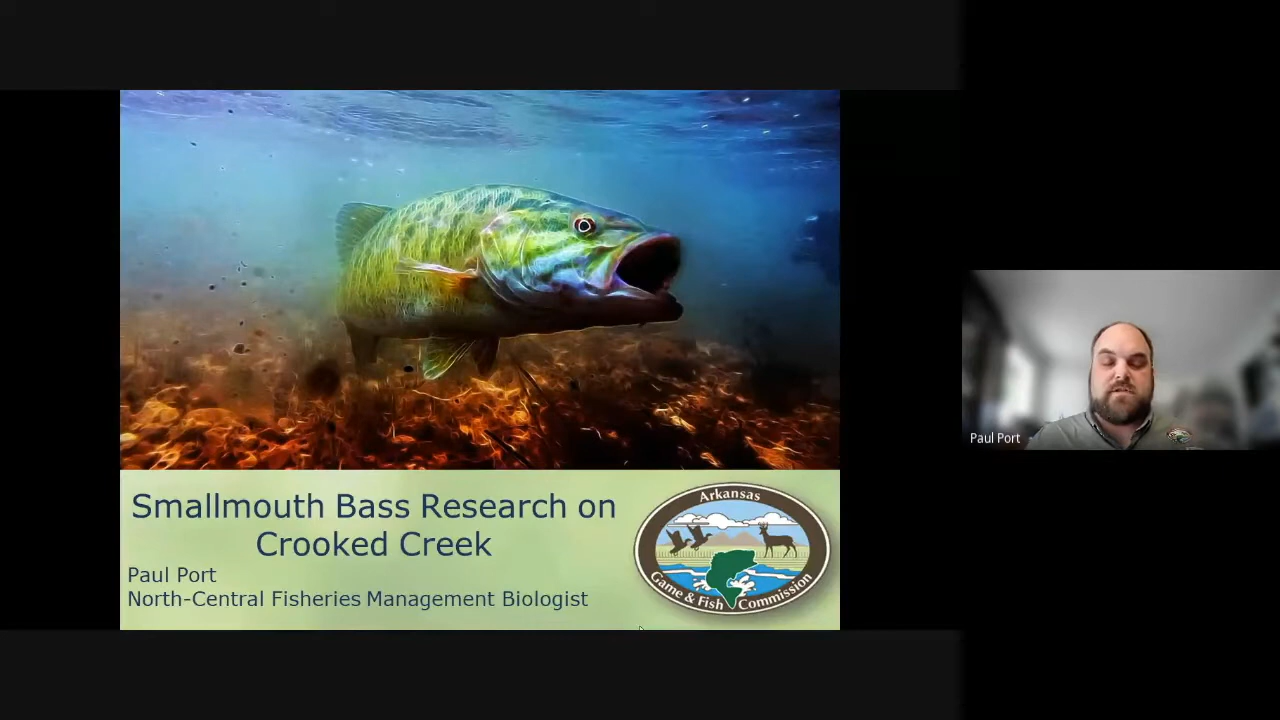 Smallmouth Bass Research on
Crooked Creek
Paul Port
North-Central Fisheries Management Biologist
Arkansas
Game & Fish Commission
Paul Port